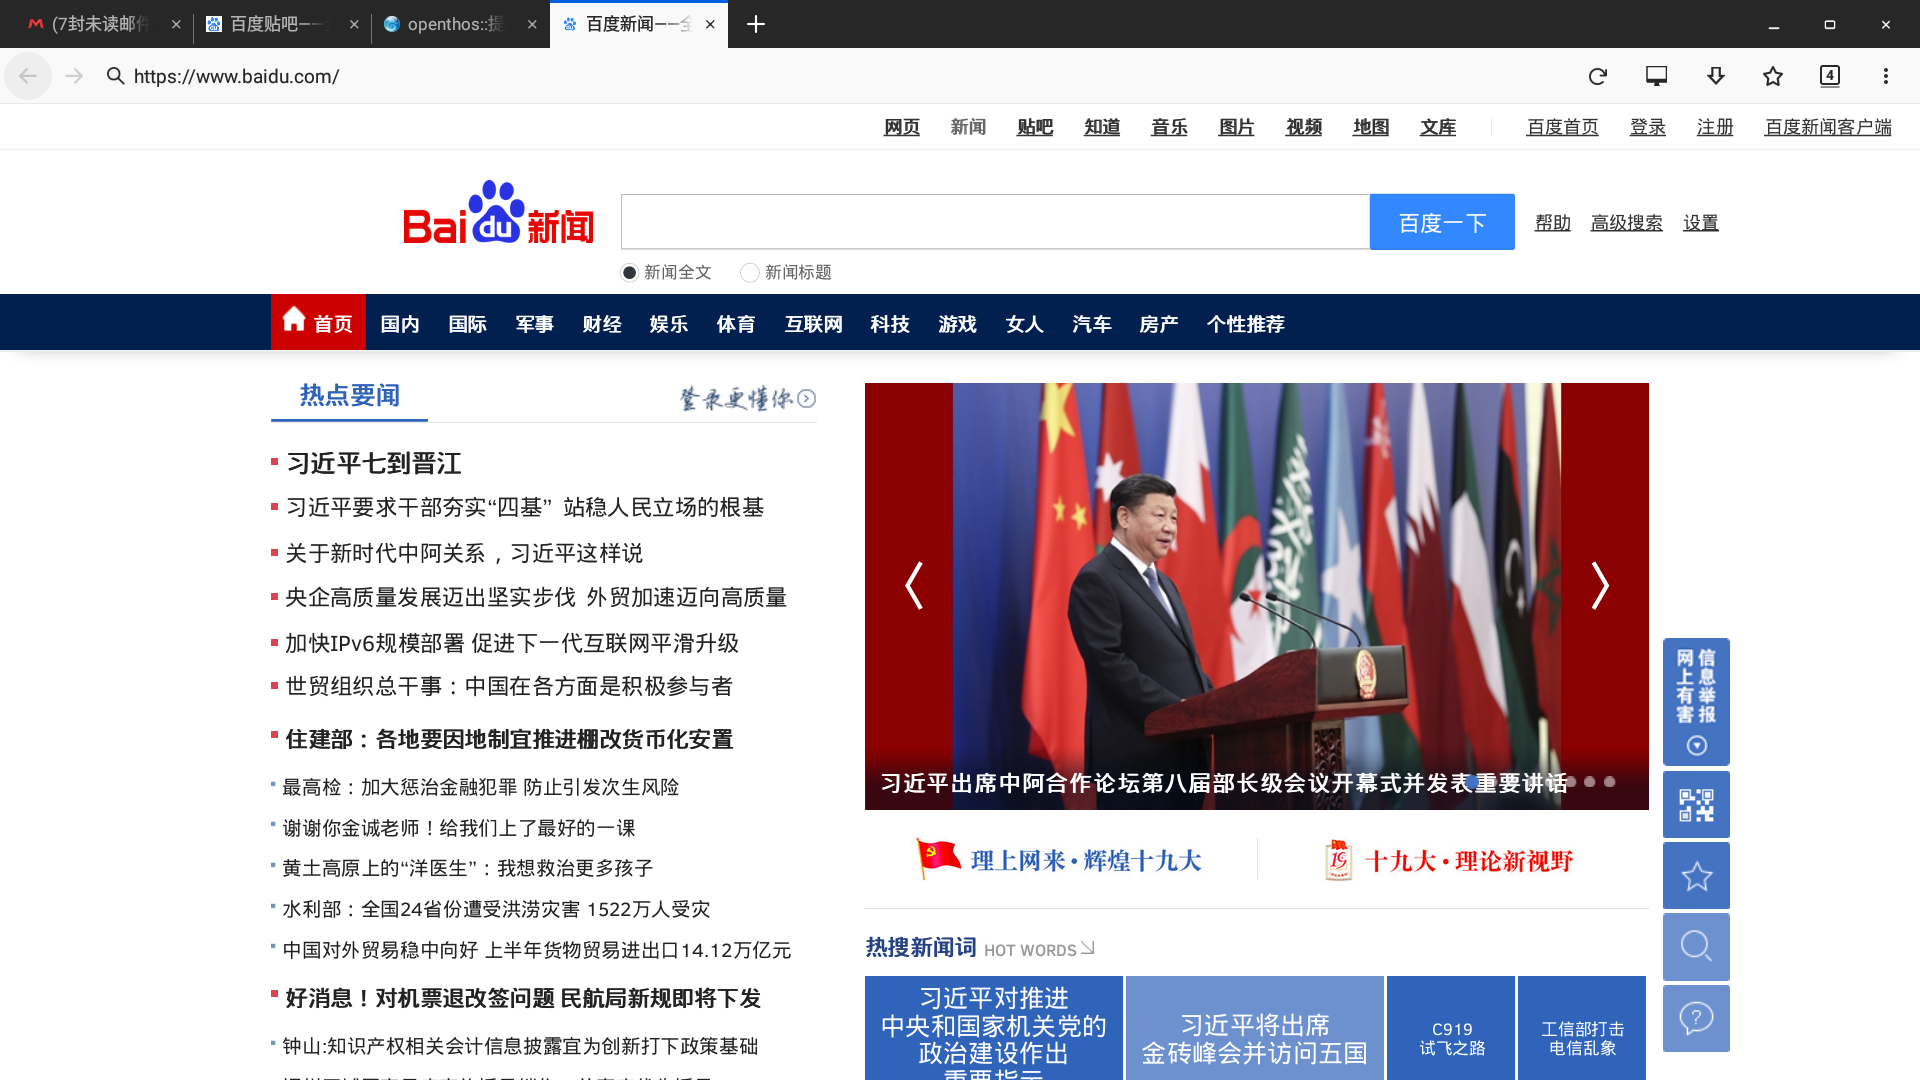 (7封未读邮件
百度贴吧——
openthos::提
百度新闻——全
https://www.baidu.com/
4
网页 新闻 贴吧 知道 音乐 图片 视频 地图 文库 百度首页 登录 注册 百度新闻客户端
Bai du 新闻
百度一下
帮助 高级搜索 设置
新闻全文 新闻标题
首页 国内 国际 军事 财经 娱乐 体育 互联网 科技 游戏 女人 汽车 房产 个性推荐
热点要闻
登录更懂你
习近平七到晋江
习近平要求干部夯实“四基” 站稳人民立场的根基
关于新时代中阿关系，习近平这样说
央企高质量发展迈出坚实步伐 外贸加速迈向高质量
加快IPv6规模部署 促进下一代互联网平滑升级
世贸组织总干事：中国在各方面是积极参与者
住建部：各地要因地制宜推进棚改货币化安置
最高检：加大惩治金融犯罪 防止引发次生风险
谢谢你金诚老师！给我们上了最好的一课
黄土高原上的“洋医生”：我想救治更多孩子
水利部：全国24省份遭受洪涝灾害 1522万人受灾
中国对外贸易稳中向好 上半年货物贸易进出口14.12万亿元
好消息！对机票退改签问题 民航局新规即将下发
钟山:知识产权相关会计信息披露宜为创新打下政策基础
习近平出席中阿合作论坛第八届部长级会议开幕式并发表重要讲话
理上网来·辉煌十九大
19
十九大·理论新视野
热搜新闻词 HOT WORDS
习近平对推进
中央和国家机关党的
政治建设作出
重要指示
习近平将出席
金砖峰会并访问五国
C919
试飞之路
工信部打击
电信乱象
网上有害
信息举报